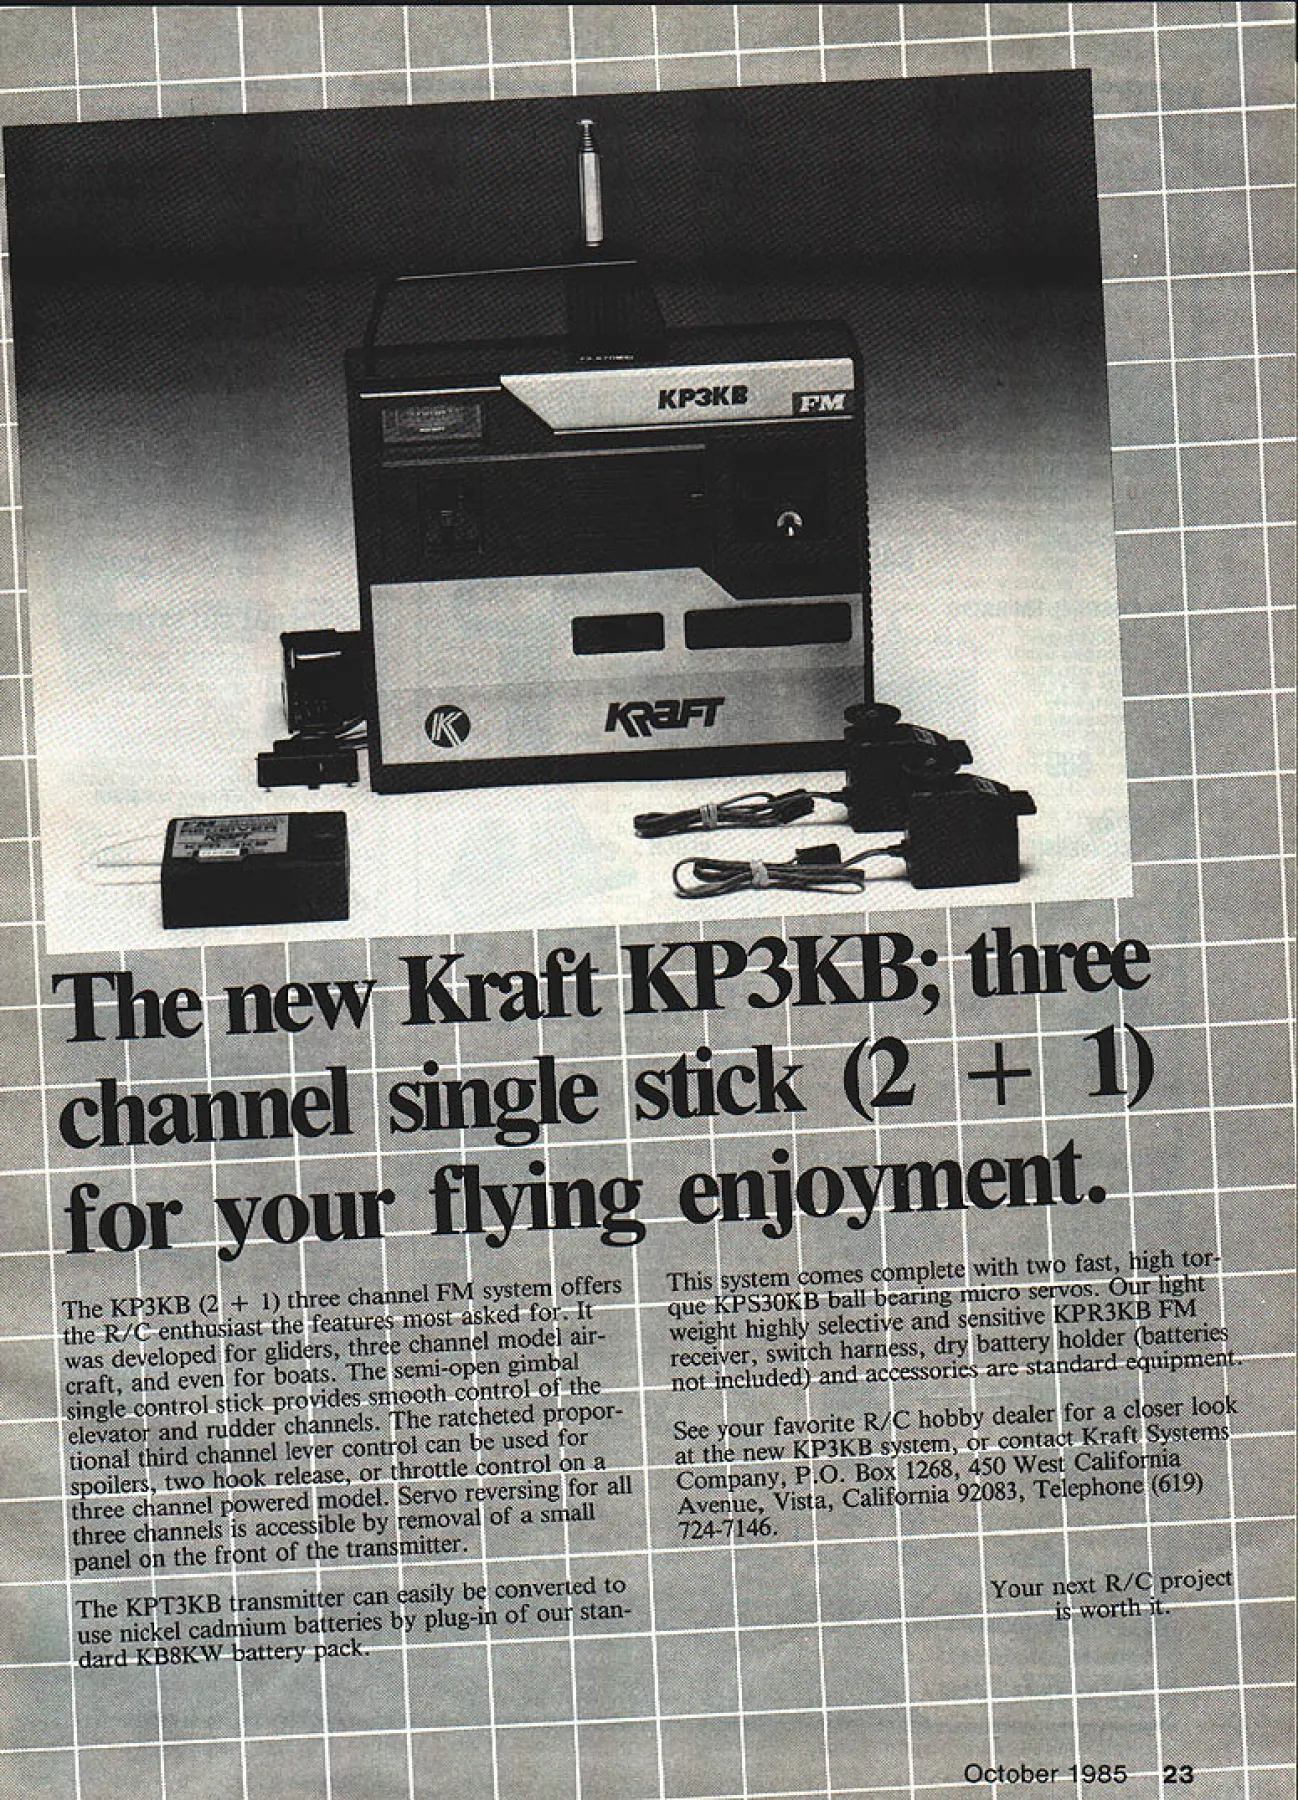 KP3KB
FM
KRAFT
K
FM
RECEIVER
KRAFT
KPR-3KB
The new Kraft KP3KB; three
channel single stick (2 + 1)
for your flying enjoyment.
The KP3KB (2 + 1) three channel FM system offers
the R/C enthusiast the features most asked for. It
was developed for gliders, three channel model air-
craft, and even for boats. The semi-open gimbal
single control stick provides smooth control of the
elevator and rudder channels. The ratcheted propor-
tional third channel lever control can be used for
spoilers, two hook release, or throttle control on a
three channel powered model. Servo reversing for all
three channels is accessible by removal of a small
panel on the front of the transmitter.
The KPT3KB transmitter can easily be converted to
use nickel cadmium batteries by plug-in of our stan-
dard KB8KW battery pack.
This system comes complete with two fast, high tor-
que KPS30KB ball bearing micro servos. Our light
weight highly selective and sensitive KPR3KB FM
receiver, switch harness, dry battery holder (batteries
not included) and accessories are standard equipment.
See your favorite R/C hobby dealer for a closer look
at the new KP3KB system, or contact Kraft Systems
Company, P.O. Box 1268, 450 West California
Avenue, Vista, California 92083, Telephone (619)
724-7146.
Your next R/C project
is worth it.
October 1985 23